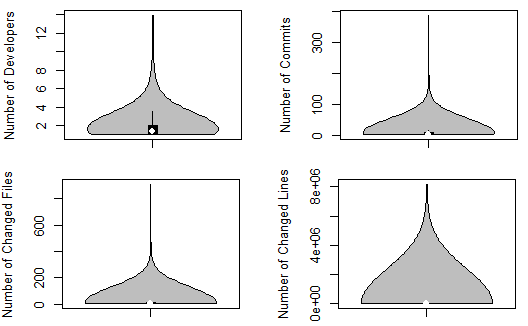 Number of Developers
12
8
6
4
2
Number of Commits
300
100
0
Number of Changed Files
600
200
0
Number of Changed Lines
8e+06
4e+06
0e+00